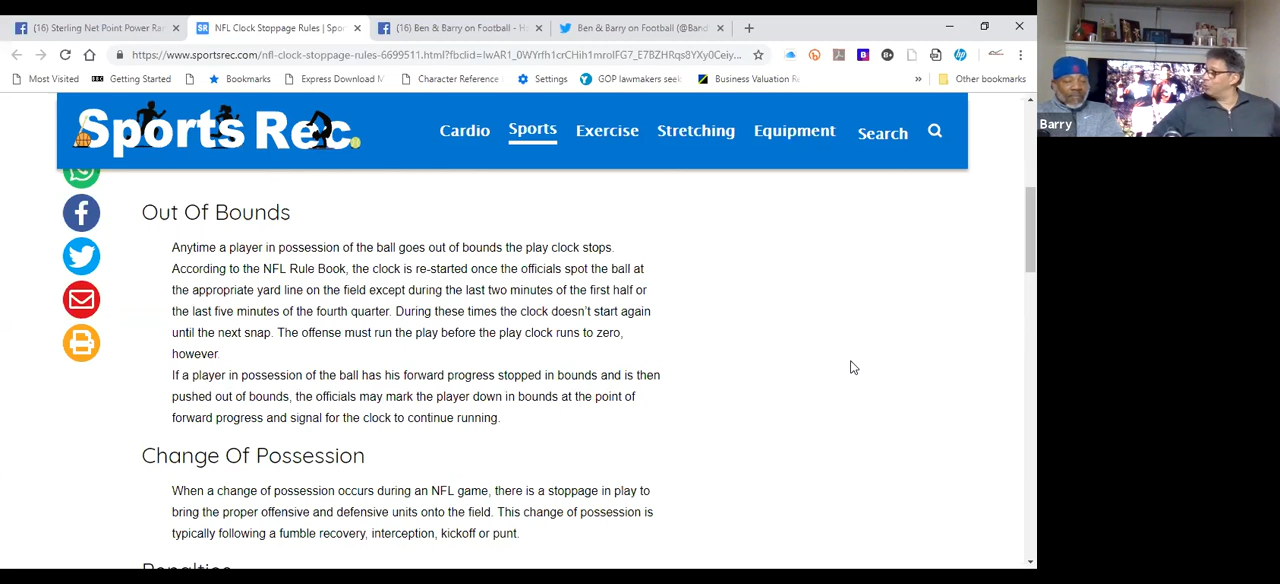 (16) Sterling Net Point Power Ran
NFL Clock Stoppage Rules | Spor
(16) Ben & Barry on Football - H
Ben & Barry on Football (@Band
https://www.sportsrec.com/nfl-clock-stoppage-rules-6699511.html?fbclid=
Most Visited
Getting Started
Bookmarks
Express Download M
Character Reference
Settings
GOP lawmakers seek
Business Valuation Re
»
Other bookmarks
Barry
Sports Rec
Cardio
Sports
Exercise
Stretching
Equipment
Search
Out Of Bounds
Anytime a player in possession of the ball goes out of bounds the play clock stops.
According to the NFL Rule Book, the clock is re-started once the officials spot the ball at
the appropriate yard line on the field except during the last two minutes of the first half or
the last five minutes of the fourth quarter. During these times the clock doesn’t start again
until the next snap. The offense must run the play before the play clock runs to zero,
however.
If a player in possession of the ball has his forward progress stopped in bounds and is then
pushed out of bounds, the officials may mark the player down in bounds at the point of
forward progress and signal for the clock to continue running.
Change Of Possession
When a change of possession occurs during an NFL game, there is a stoppage in play to
bring the proper offensive and defensive units onto the field. This change of possession is
typically following a fumble recovery, interception, kickoff or punt.
Penalties